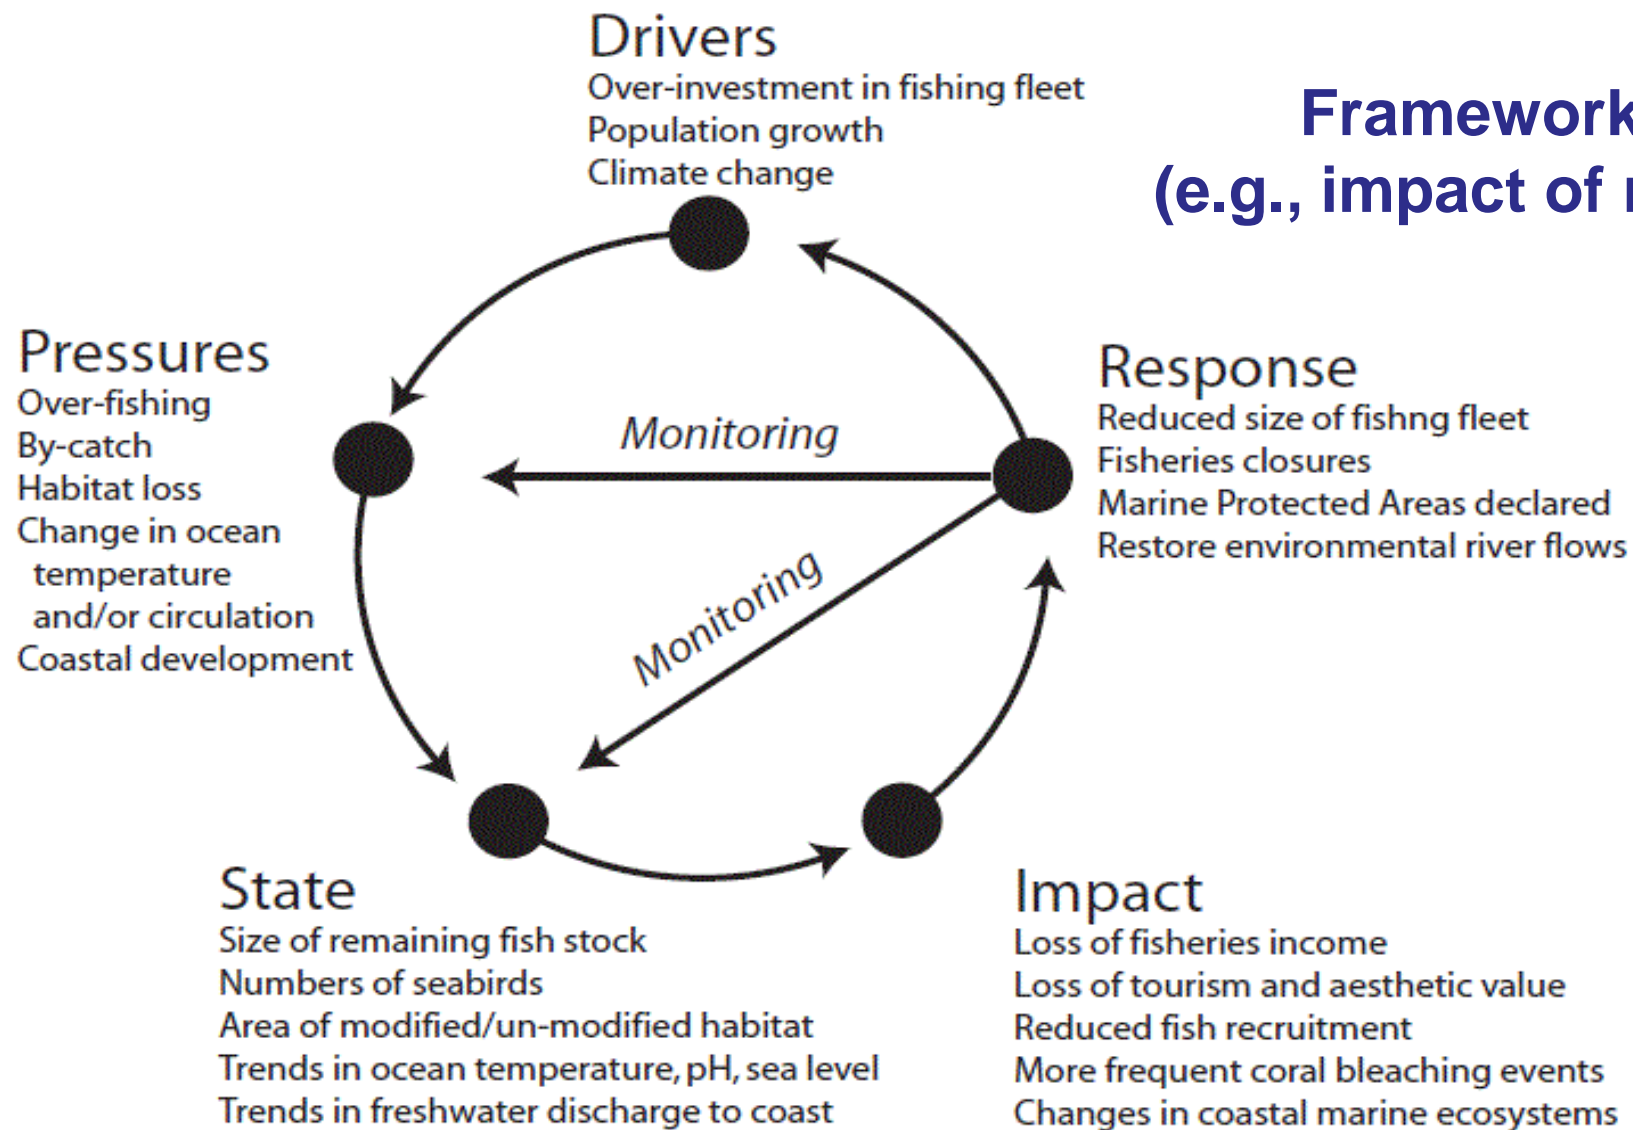 Drivers
Over-investment in fishing fleet
Population growth
Climate change
Framework
(e.g., impact of
Pressures
Over-fishing
By-catch
Habitat loss
Change in ocean
temperature
and/or circulation
Coastal development
Monitoring
Monitoring
Response
Reduced size of fishng fleet
Fisheries closures
Marine Protected Areas declared
Restore environmental river flows
State
Size of remaining fish stock
Numbers of seabirds
Area of modified/un-modified habitat
Trends in ocean temperature, pH, sea level
Trends in freshwater discharge to coast
Impact
Loss of fisheries income
Loss of tourism and aesthetic value
Reduced fish recruitment
More frequent coral bleaching events
Changes in coastal marine ecosystems